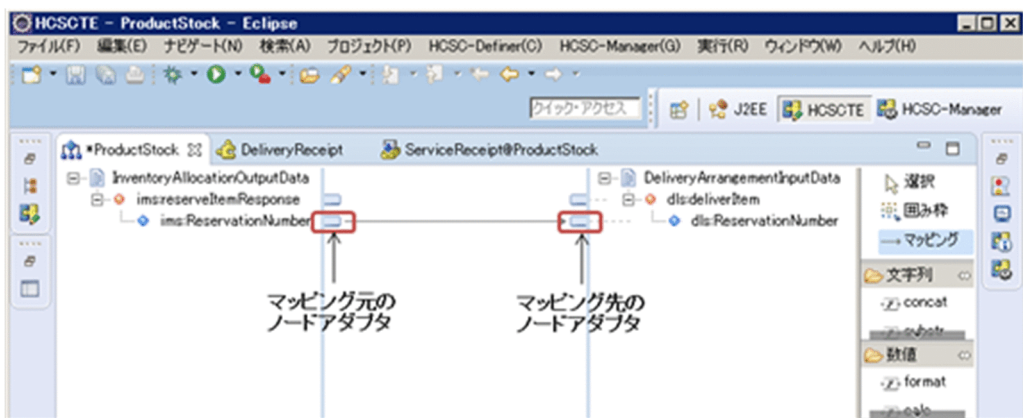 HCSCTE - ProductStock - Eclipse
ファイル(F) 編集(E) ナビゲート(N) 検索(A) プロジェクト(P) HCSC-Definer(C) HCSC-Manager(G) 実行(R) ウィンドウ(W) ヘルプ(H)
クイック・アクセス
J2EE HCSCTE HCSC-Manager
*ProductStock DeliveryReceipt ServiceReceipt@ProductStock
InventoryAllocationOutputData DeliveryArrangementInputData
ims:reserveItemResponse dls:deliverItem
ims:ReservationNumber dls:ReservationNumber
選択
囲み枠
マッピング
文字列
concat
substr
数値
format
calc
マッピング元の
ノードアダプタ
マッピング先の
ノードアダプタ